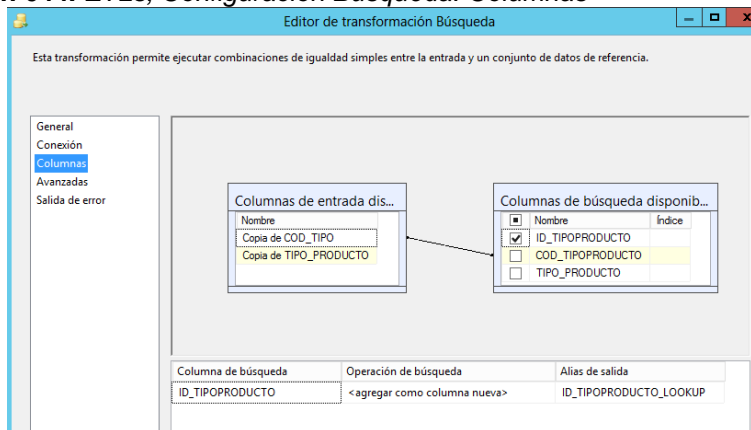 Configuración Búsqueda: Columnas
Editor de transformación Búsqueda
Esta transformación permite ejecutar combinaciones de igualdad simples entre la entrada y un conjunto de datos de referencia.
General
Conexión
Columnas
Avanzadas
Salida de error
Columnas de entrada dis...
Nombre
Copia de COD_TIPO
Copia de TIPO_PRODUCTO
Columnas de búsqueda disponib...
Nombre Índice
ID_TIPOPRODUCTO
COD_TIPOPRODUCTO
TIPO_PRODUCTO
Columna de búsqueda Operación de búsqueda Alias de salida
ID_TIPOPRODUCTO <agregar como columna nueva> ID_TIPOPRODUCTO_LOOKUP